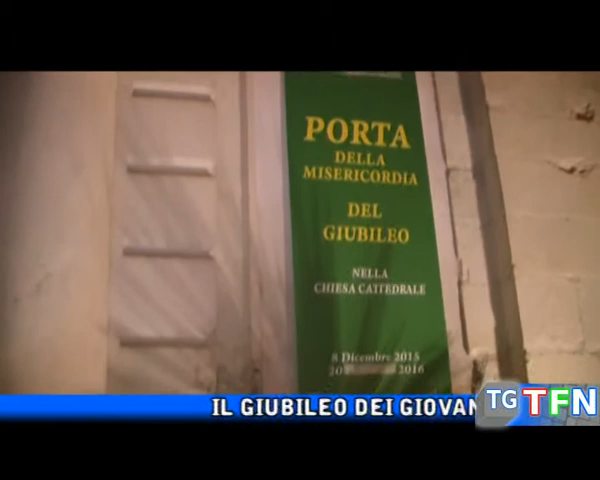 PORTA
DELLA
MISERICORDIA
DEL
GIUBILEO
NELLA
CHIESA CATTEDRALE
8 Dicembre 2015
2016
IL GIUBILEO DEI GIOVAN
TG TFN